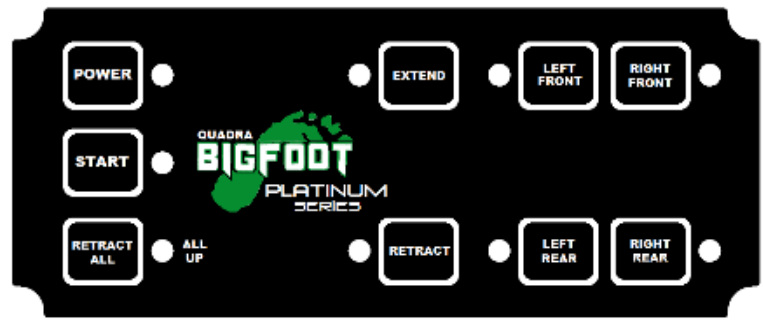 POWER
EXTEND
LEFT
FRONT
RIGHT
FRONT
START
QUADRA
BIGFOOT
PLATINUM
SERIES
RETRACT
ALL
ALL
UP
RETRACT
LEFT
REAR
RIGHT
REAR